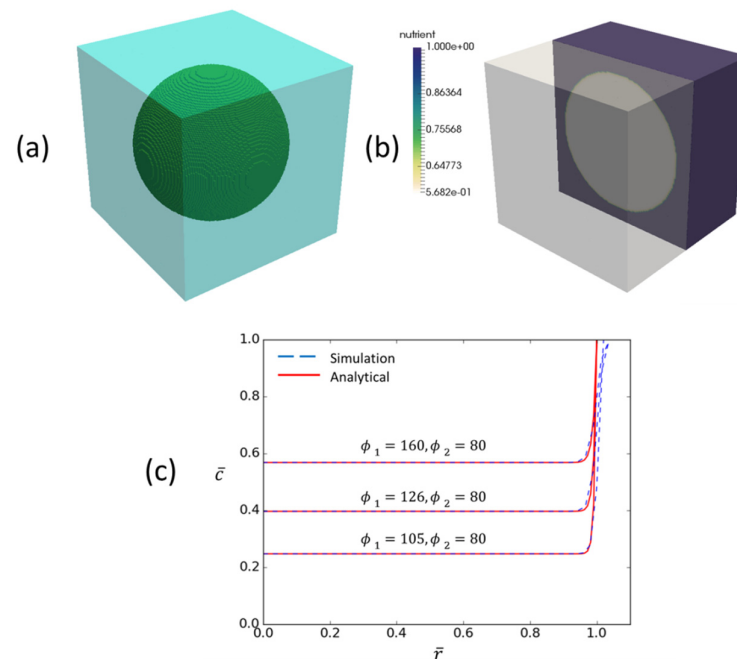 (a)
nutrient
1.000e+00
0.86364
0.75568
0.64773
5.682e-01
(b)
1.0
0.8
0.6
0.4
0.2
0.0
c̄
Simulation
Analytical
ϕ₁ = 160, ϕ₂ = 80
ϕ₁ = 126, ϕ₂ = 80
ϕ₁ = 105, ϕ₂ = 80
(c)
0.0 0.2 0.4 0.6 0.8 1.0
r̄